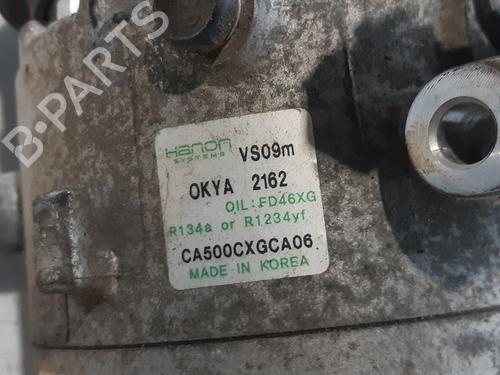 B-PARTS
Hanon
SYSTEMS
VS09m
OKYA 2162
OIL:FD46XG
R134a or R1234yf
CA500CXGCA06
MADE IN KOREA